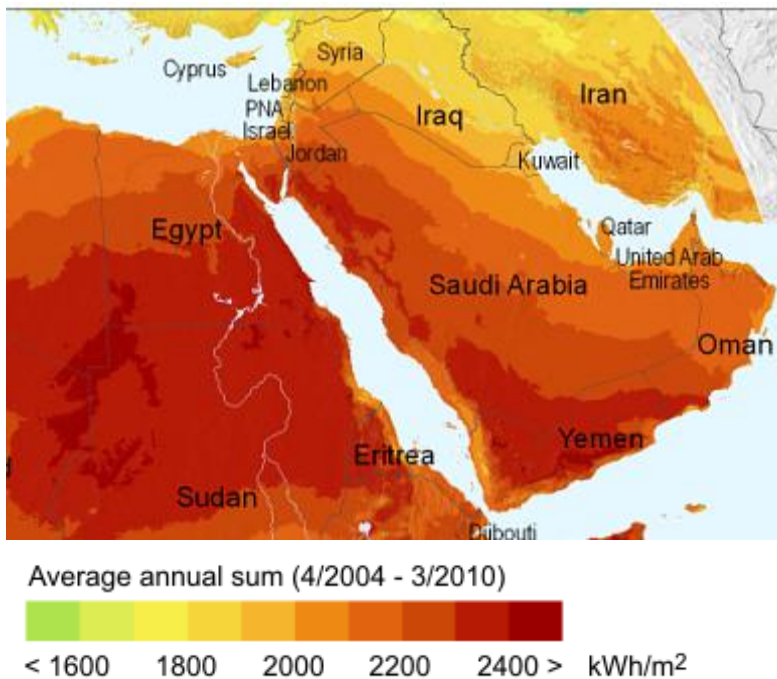 Syria
Cyprus
Lebanon
PNA
Israel
Jordan
Iraq
Iran
Kuwait
Egypt
Qatar
United Arab
Emirates
Saudi Arabia
Oman
Yemen
Eritrea
Sudan
Djibouti
d
Average annual sum (4/2004 - 3/2010)
< 1600 1800 2000 2200 2400 > kWh/m²